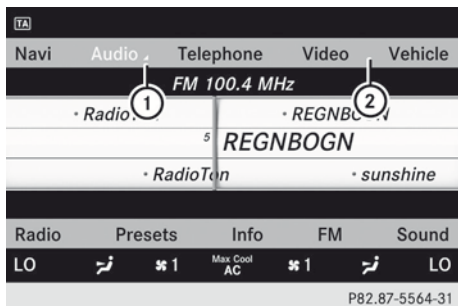 TA
Navi Audio Telephone Video Vehicle
FM 100.4 MHz
1 2
• Radio • REGNB
5 REGNBOGN
• RadioTon • sunshine
Radio Presets Info FM Sound
LO 1 Max Cool AC 1 LO
P82.87-5564-31